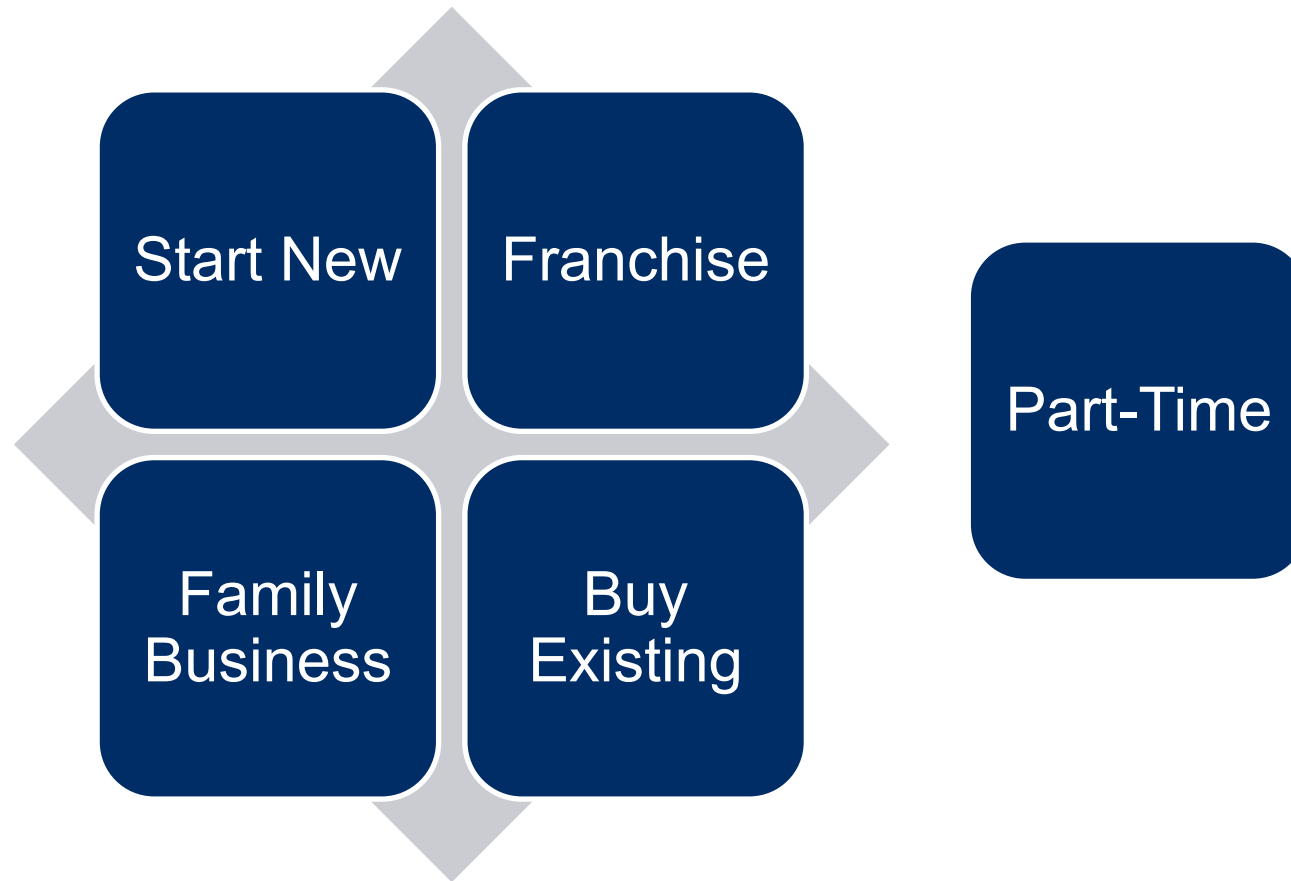 Start New
Franchise
Part-Time
Family
Business
Buy
Existing